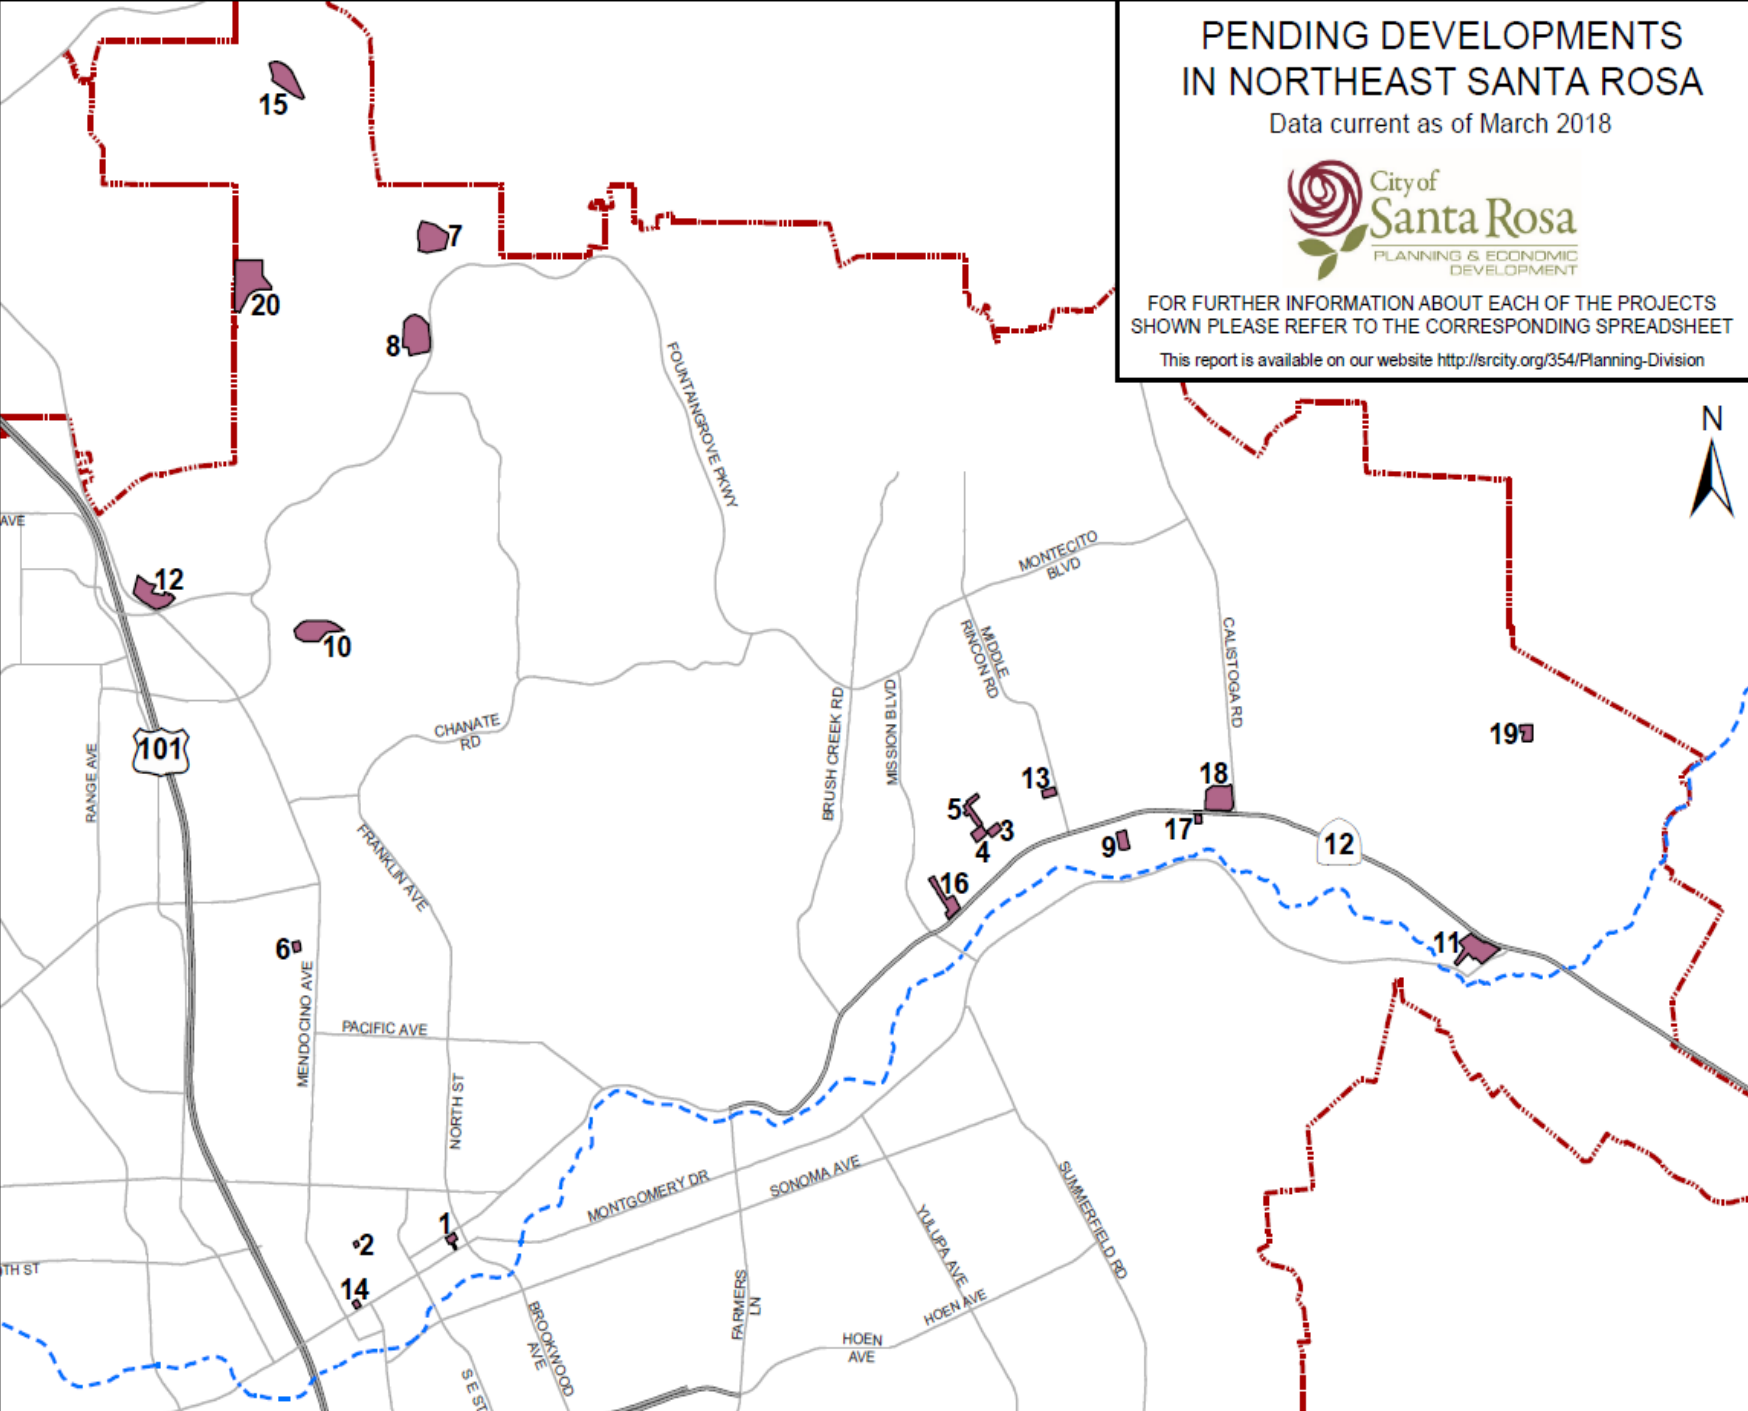 PENDING DEVELOPMENTS
IN NORTHEAST SANTA ROSA
Data current as of March 2018
City of
Santa Rosa
PLANNING & ECONOMIC
DEVELOPMENT
FOR FURTHER INFORMATION ABOUT EACH OF THE PROJECTS
SHOWN PLEASE REFER TO THE CORRESPONDING SPREADSHEET
This report is available on our website http://srcity.org/354/Planning-Division
15
7
20
8
FOUNTAINGROVE PKWY
N
AVE
12
10
MONTECITO
BLVD
MIDDLE
RINCON RD
CALISTOGA RD
CHANATE
RD
BRUSH CREEK RD
MISSION BLVD
101
RANGE AVE
19
13
18
5
3
4
17
9
12
FRANKLIN AVE
16
11
6
MENDOCINO AVE
PACIFIC AVE
NORTH ST
MONTGOMERY DR
SONOMA AVE
SUMMERFIELD RD
YULUPA AVE
1
2
TH ST
14
FARMERS
LN
HOEN AVE
BROOKWOOD
AVE
HOEN
AVE
S E ST